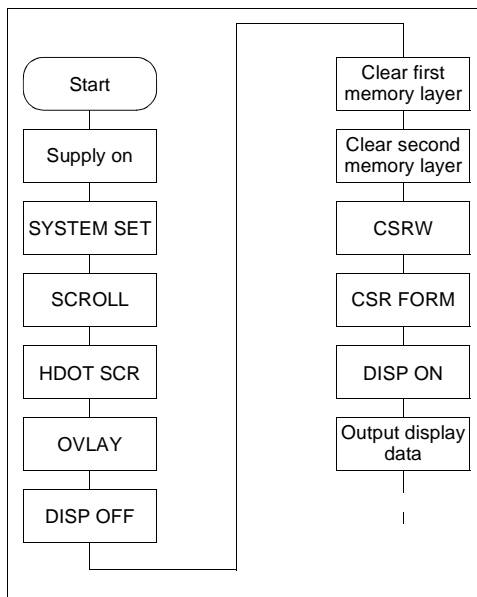 Start
Supply on
SYSTEM SET
SCROLL
HDOT SCR
OVLAY
DISP OFF
Clear first
memory layer
Clear second
memory layer
CSRW
CSR FORM
DISP ON
Output display
data